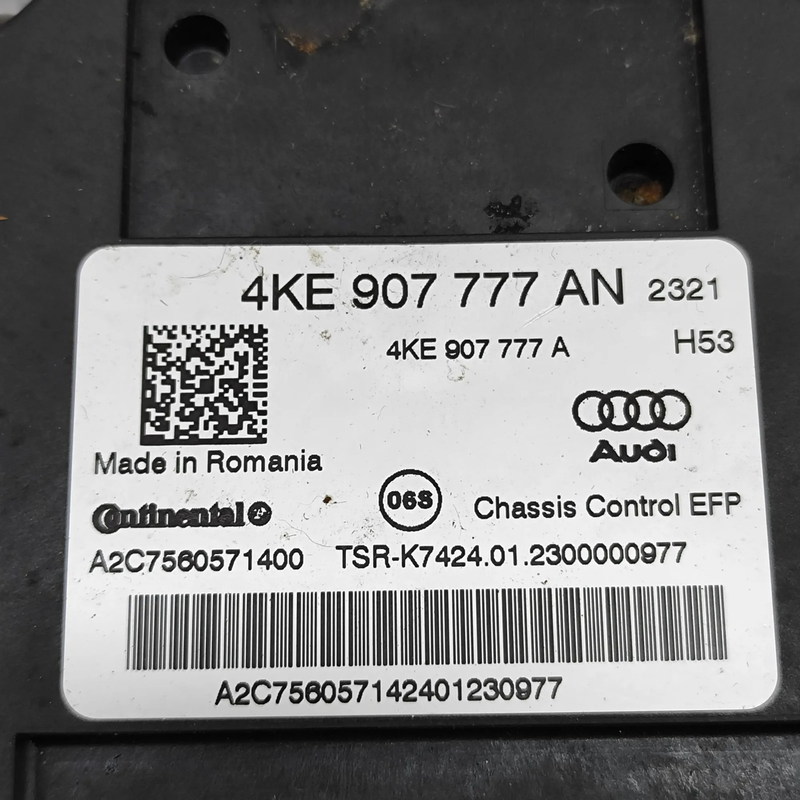 4KE 907 777 AN 2321
4KE 907 777 A H53
Audi
Made in Romania
Continental 06S Chassis Control EFP
A2C7560571400 TSR-K7424.01.2300000977
A2C756057142401230977